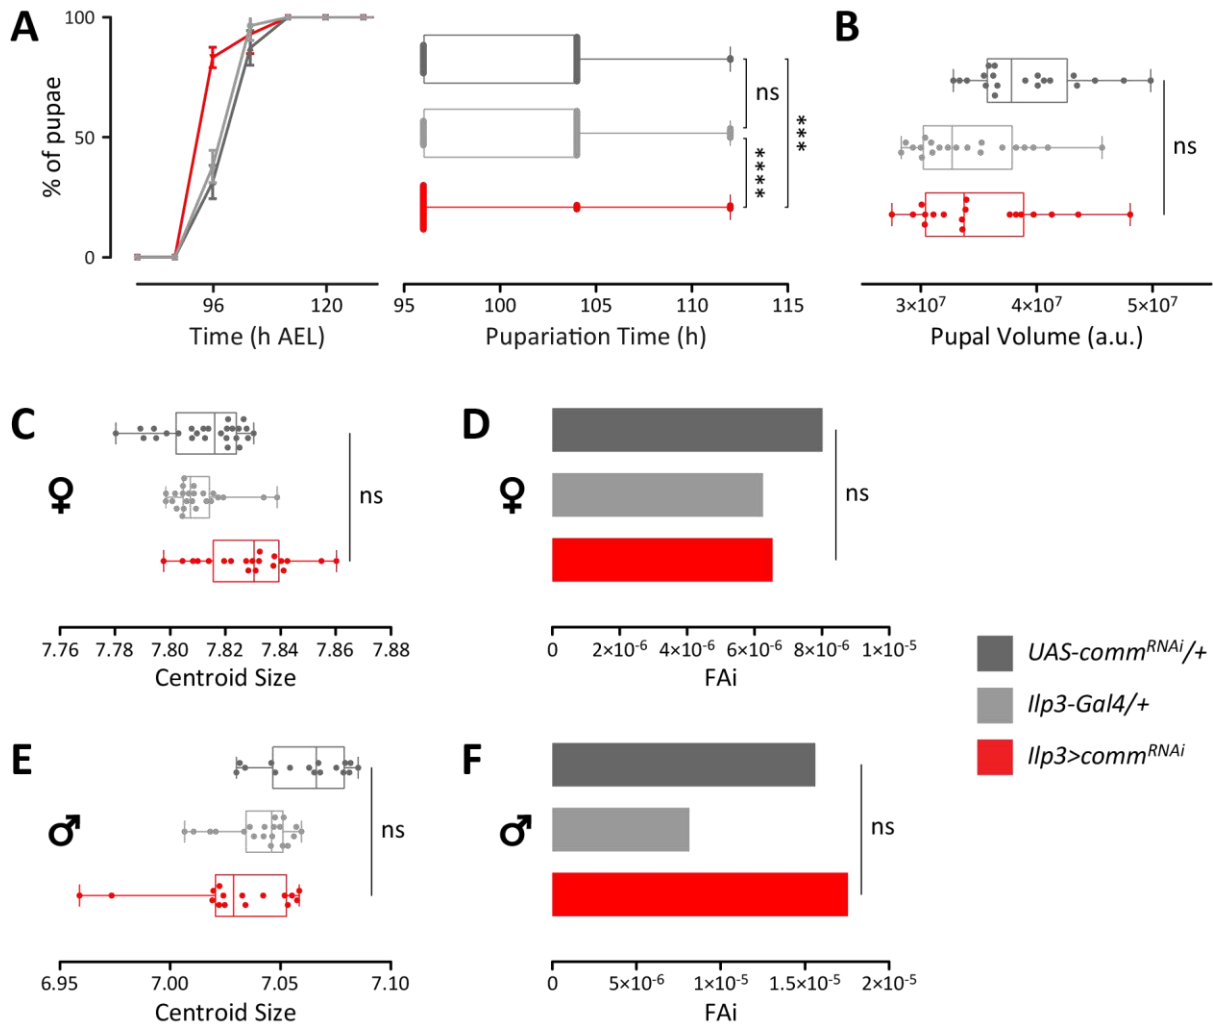 A
100
50
0
% of pupae
96 120
Time (h AEL)
ns
***
****
95 100 105 110 115
Pupariation Time (h)
B
ns
3×10⁷ 4×10⁷ 5×10⁷
Pupal Volume (a.u.)
C
♀
ns
7.76 7.78 7.80 7.82 7.84 7.86 7.88
Centroid Size
D
♀
ns
0 2×10⁻⁶ 4×10⁻⁶ 6×10⁻⁶ 8×10⁻⁶ 1×10⁻⁵
FAi
UAS-commᴿᴺᴬⁱ/+
Ilp3-Gal4/+
Ilp3>commᴿᴺᴬⁱ
E
♂
ns
6.95 7.00 7.05 7.10
Centroid Size
F
♂
ns
0 5×10⁻⁶ 1×10⁻⁵ 1.5×10⁻⁵ 2×10⁻⁵
FAi